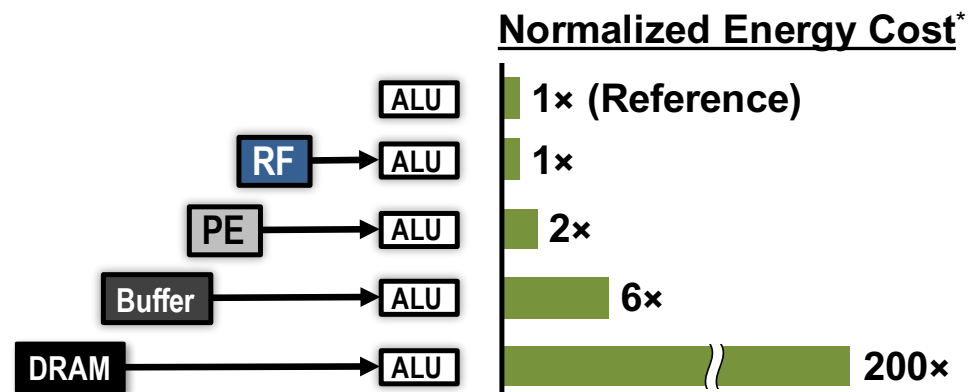 Normalized Energy Cost*
ALU 1× (Reference)
RF ALU 1×
PE ALU 2×
Buffer ALU 6×
DRAM ALU 200×